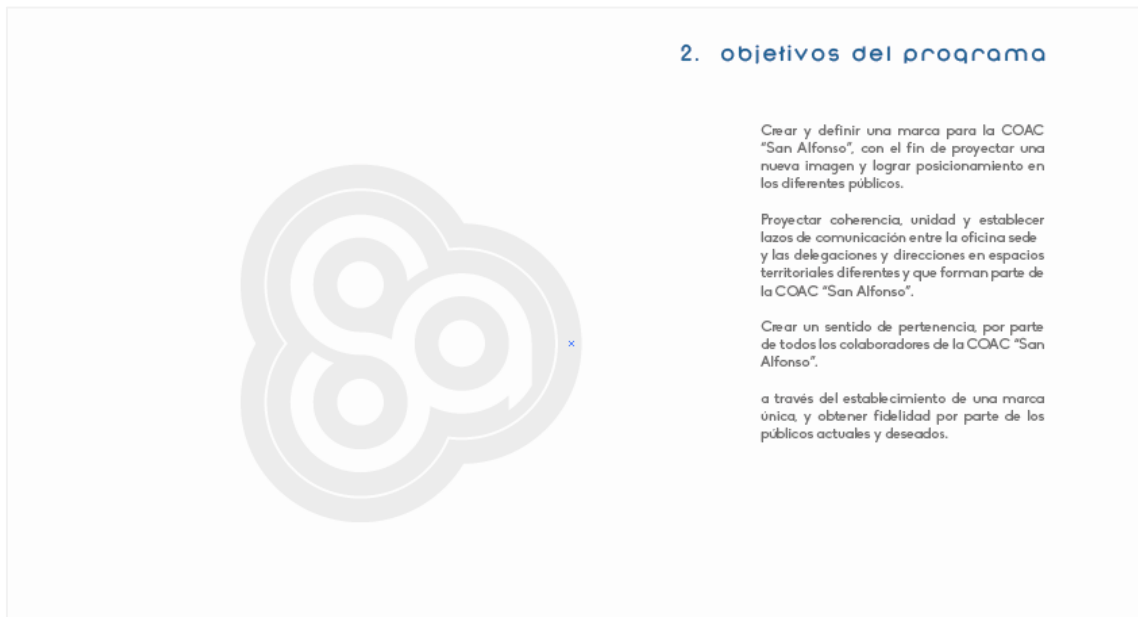 2. objetivos del programa
Crear y definir una marca para la COAC
"San Alfonso", con el fin de proyectar una
nueva imagen y lograr posicionamiento en
los diferentes públicos.
Proyectar coherencia, unidad y establecer
lazos de comunicación entre la oficina sede
y las delegaciones y direcciones en espacios
territoriales diferentes y que forman parte de
la COAC "San Alfonso".
Crear un sentido de pertenencia, por parte
de todos los colaboradores de la COAC "San
Alfonso".
a través del establecimiento de una marca
única, y obtener fidelidad por parte de los
públicos actuales y deseados.